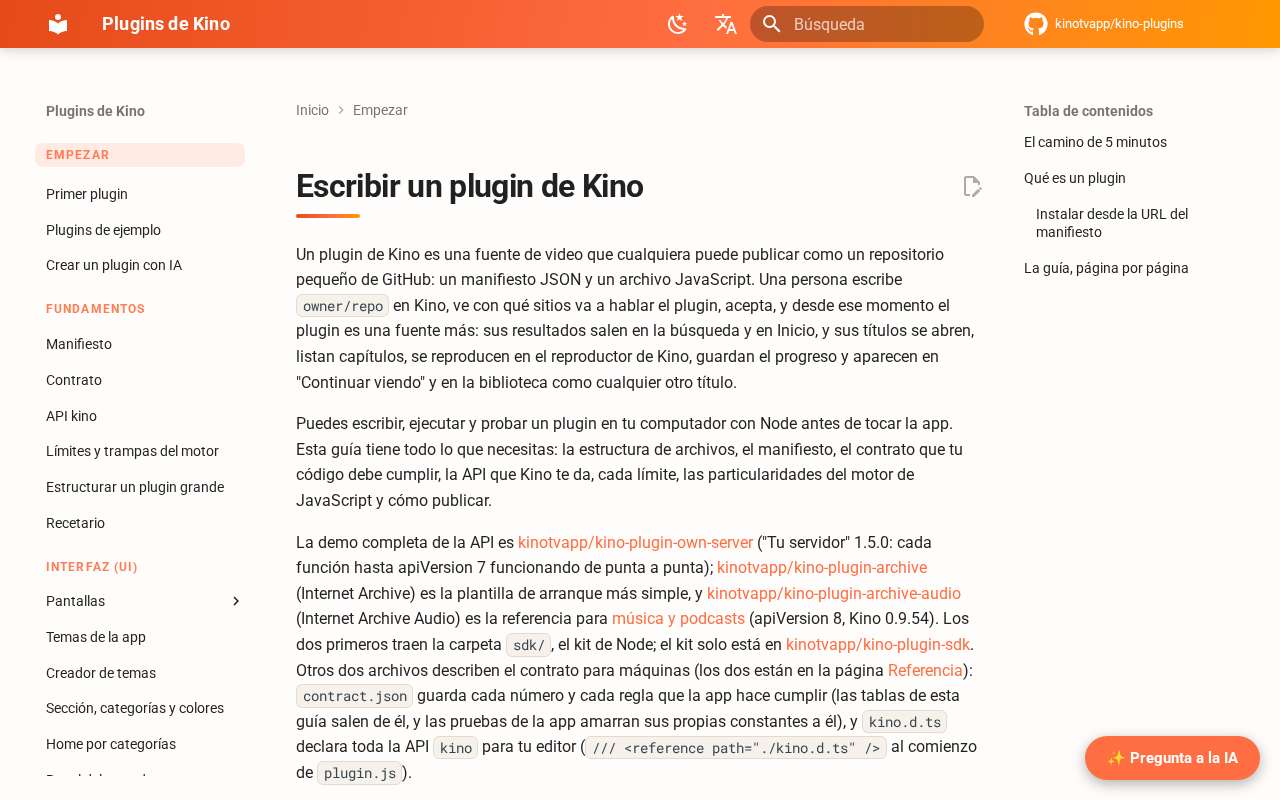 Plugins de Kino
Búsqueda
kinotvapp/kino-plugins
Plugins de Kino
EMPEZAR
Primer plugin
Plugins de ejemplo
Crear un plugin con IA
FUNDAMENTOS
Manifiesto
Contrato
API kino
Límites y trampas del motor
Estructurar un plugin grande
Recetario
INTERFAZ (UI)
Pantallas
Temas de la app
Creador de temas
Sección, categorías y colores
Home por categorías
Inicio
Empezar
Escribir un plugin de Kino
Un plugin de Kino es una fuente de video que cualquiera puede publicar como un repositorio
pequeño de GitHub: un manifiesto JSON y un archivo JavaScript. Una persona escribe
owner/repo en Kino, ve con qué sitios va a hablar el plugin, acepta, y desde ese momento el
plugin es una fuente más: sus resultados salen en la búsqueda y en Inicio, y sus títulos se abren,
listan capítulos, se reproducen en el reproductor de Kino, guardan el progreso y aparecen en
"Continuar viendo" y en la biblioteca como cualquier otro título.
Puedes escribir, ejecutar y probar un plugin en tu computador con Node antes de tocar la app.
Esta guía tiene todo lo que necesitas: la estructura de archivos, el manifiesto, el contrato que tu
código debe cumplir, la API que Kino te da, cada límite, las particularidades del motor de
JavaScript y cómo publicar.
La demo completa de la API es kinotvapp/kino-plugin-own-server ("Tu servidor" 1.5.0: cada
función hasta apiVersion 7 funcionando de punta a punta); kinotvapp/kino-plugin-archive
(Internet Archive) es la plantilla de arranque más simple, y kinotvapp/kino-plugin-archive-audio
(Internet Archive Audio) es la referencia para música y podcasts (apiVersion 8, Kino 0.9.54). Los
dos primeros traen la carpeta sdk/, el kit de Node; el kit solo está en kinotvapp/kino-plugin-sdk.
Otros dos archivos describen el contrato para máquinas (los dos están en la página Referencia):
contract.json guarda cada número y cada regla que la app hace cumplir (las tablas de esta
guía salen de él, y las pruebas de la app amarran sus propias constantes a él), y kino.d.ts
declara toda la API kino para tu editor (/// <reference path="./kino.d.ts" /> al comienzo
de plugin.js).
Tabla de contenidos
El camino de 5 minutos
Qué es un plugin
Instalar desde la URL del
manifiesto
La guía, página por página
✨ Pregunta a la IA